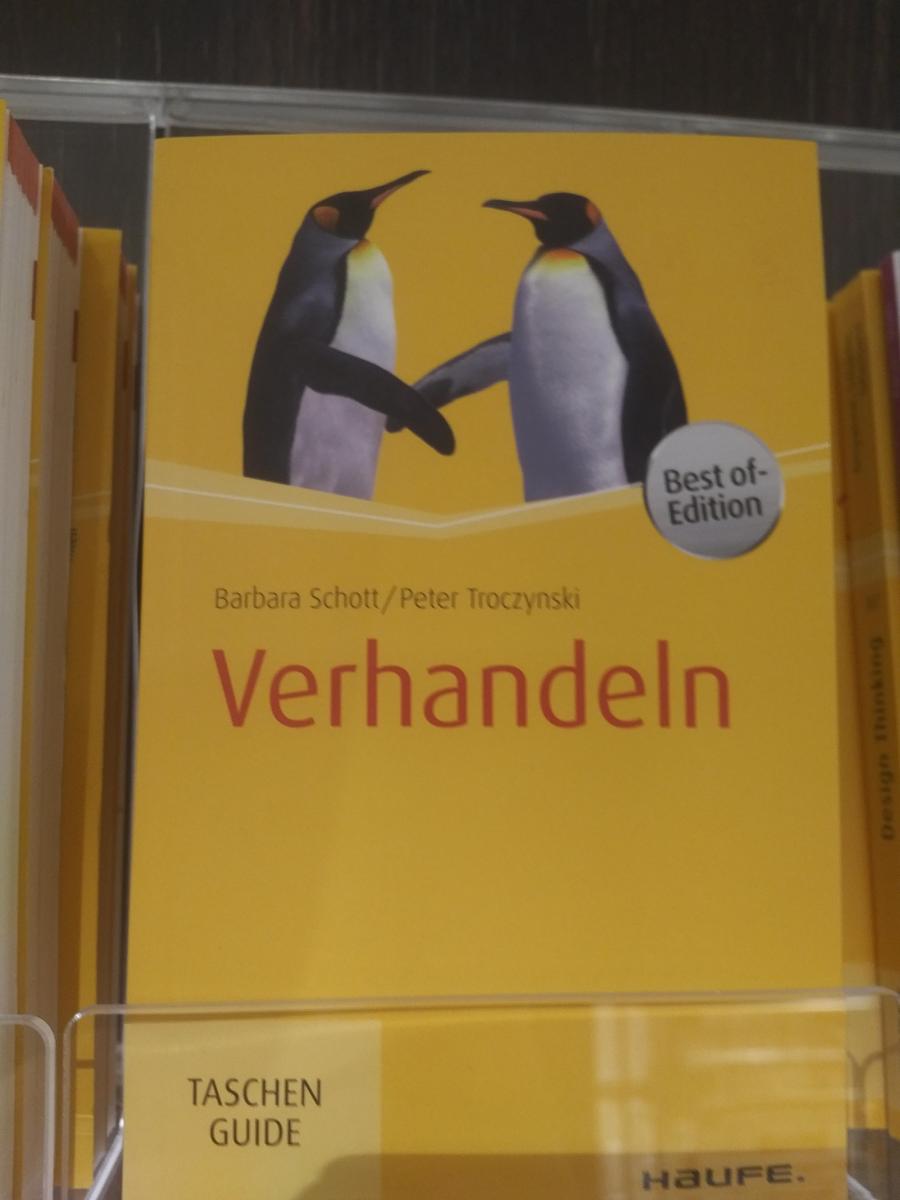 Best of-
Edition
Barbara Schott/Peter Troczynski
Verhandeln
TASCHEN
GUIDE
HAUFE.
Design Thinking